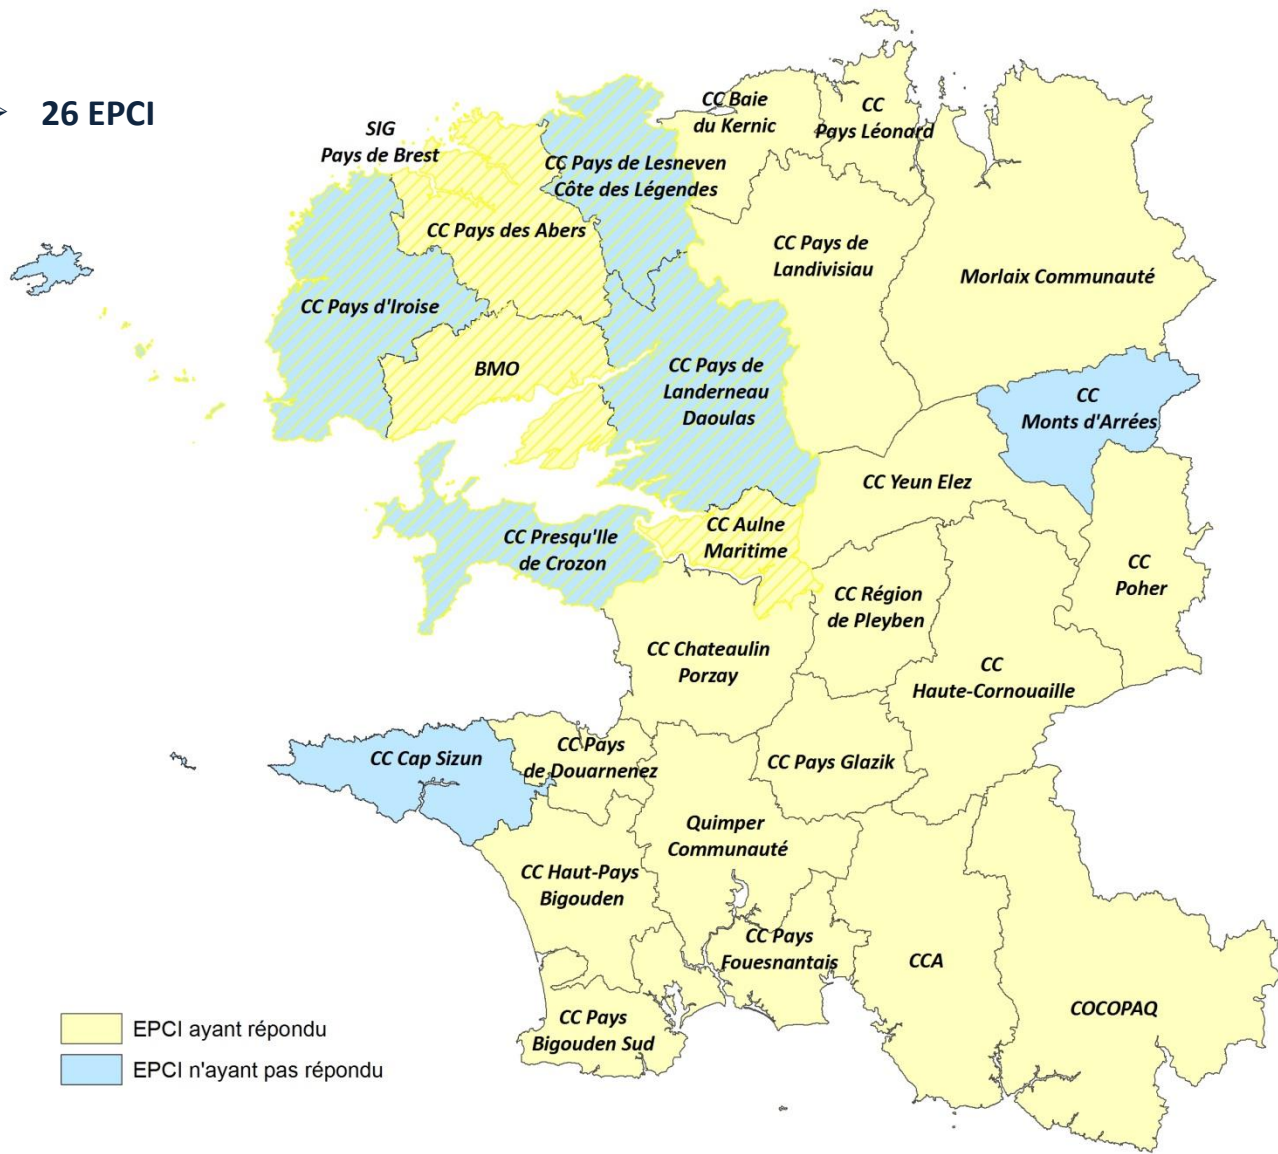 26 EPCI
SIG
Pays de Brest
CC Baie
du Kernic
CC
Pays Léonard
CC Pays de Lesneven
Côte des Légendes
CC Pays des Abers
CC Pays de
Landivisiau
Morlaix Communauté
CC Pays d'Iroise
BMO
CC Pays de
Landerneau
Daoulas
CC
Monts d'Arrées
CC Yeun Elez
CC Presqu'Ile
de Crozon
CC Aulne
Maritime
CC
Poher
CC Région
de Pleyben
CC Chateaulin
Porzay
CC
Haute-Cornouaille
CC Cap Sizun
CC Pays
de Douarnenez
CC Pays Glazik
Quimper
Communauté
CC Haut-Pays
Bigouden
CC Pays
Fouesnantais
CCA
COCOPAQ
CC Pays
Bigouden Sud
EPCI ayant répondu
EPCI n'ayant pas répondu